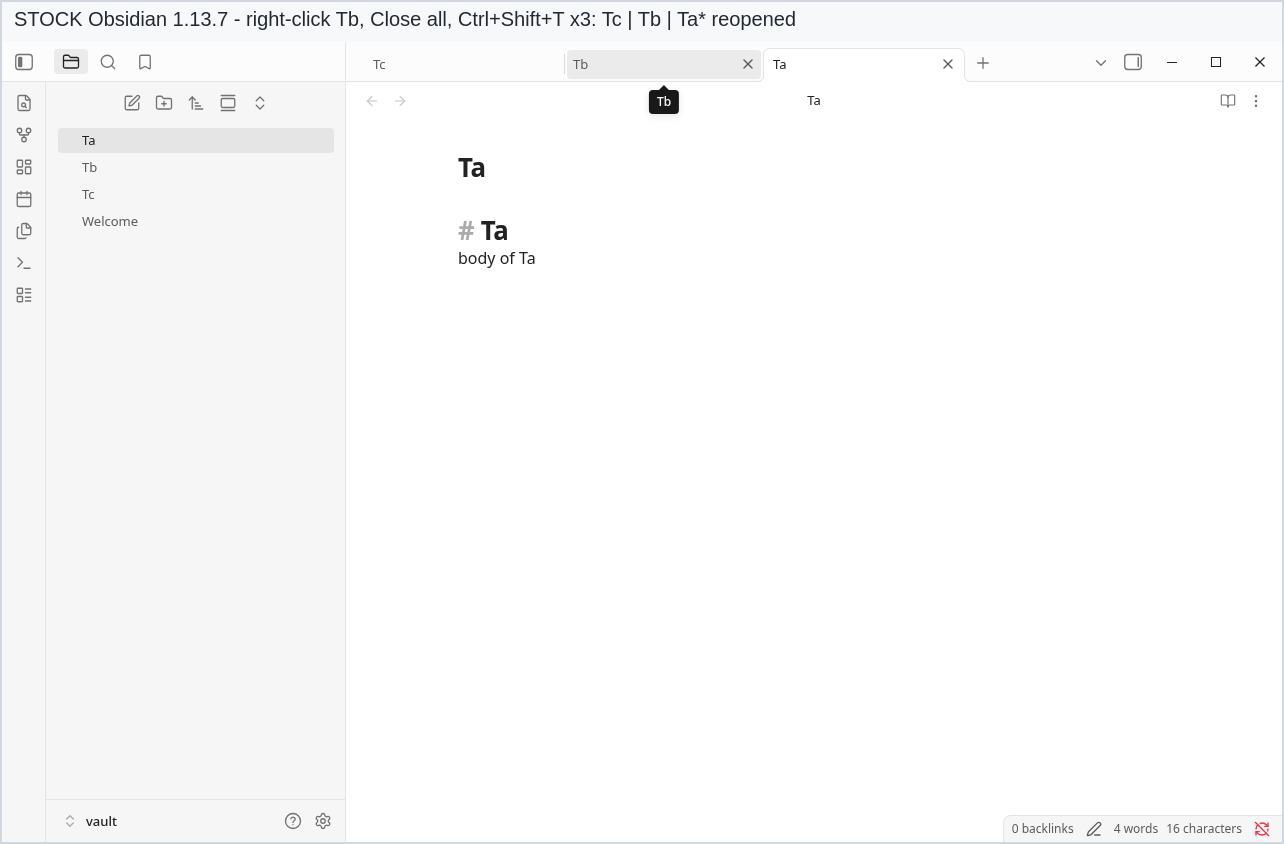 STOCK Obsidian 1.13.7 - right-click Tb, Close all, Ctrl+Shift+T x3: Tc | Tb | Ta* reopened
Tc
Tb
Ta
Tb
Ta
Ta
Tb
Tc
Welcome
Ta
# Ta
body of Ta
vault
0 backlinks
4 words
16 characters